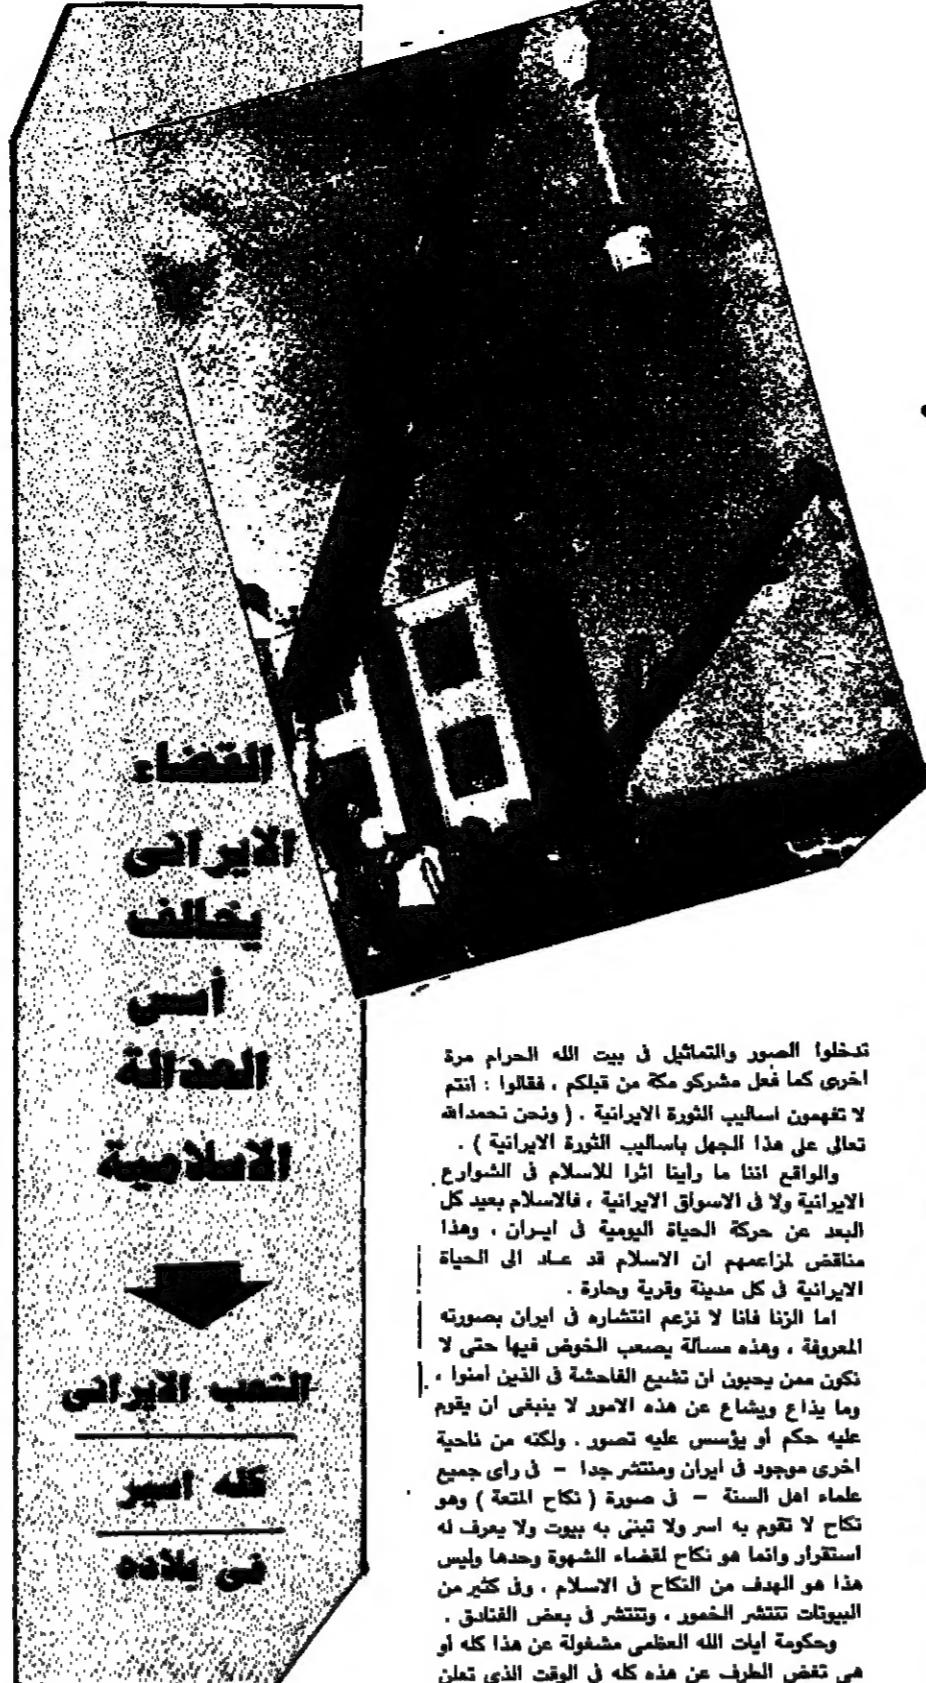 القضاء
الايرانى
يخالف
أسس
العدالة
الاسلامية
الشعب الايرانى
كله اسير
فى بلاده
تدخلوا الصور والتماثيل فى بيت الله الحرام مرة
اخرى كما فعل مشركو مكة من قبلكم ، فقالوا : أنتم
لا تفهمون اساليب الثورة الايرانية . ( ونحن نحمدالله
تعالى على هذا الجهل باساليب الثورة الايرانية ) .
والواقع اننا ما رأينا اثرا للاسلام فى الشوارع
الايرانية ولا فى الاسواق الايرانية ، فالاسلام بعيد كل
البعد عن حركة الحياة اليومية فى ايـران ، وهذا
مناقض لمزاعمهم ان الاسلام قد عـاد الى الحياة
الايرانية فى كل مدينة وقرية وحارة .
اما الزنا فانا لا نزعم انتشاره فى ايران بصورته
المعروفة ، وهذه مسألة يصعب الخوض فيها حتى لا
نكون ممن يحبون ان تشيع الفاحشة فى الذين أمنوا ،
وما يذاع ويشاع عن هذه الامور لا ينبغى ان يقوم
عليه حكم أو يؤسس عليه تصور . ولكنه من ناحية
اخرى موجود فى ايران ومنتشر جدا – فى راى جميع
علماء اهل السنة – فى صورة ( نكاح المتعة ) وهو
نكاح لا تقوم به اسر ولا تبنى به بيوت ولا يعرف له
استقرار وانما هو نكاح لقضاء الشهوة وحدها وليس
هذا هو الهدف من النكاح فى الاسلام ، وفى كثير من
البيوتات تنتشر الخمور ، وتنتشر فى بعض الفنادق .
وحكومة ايات الله العظمى مشغولة عن هذا كله او
هى تغض الطرف عن هذه كله فى الوقت الذى تعلن